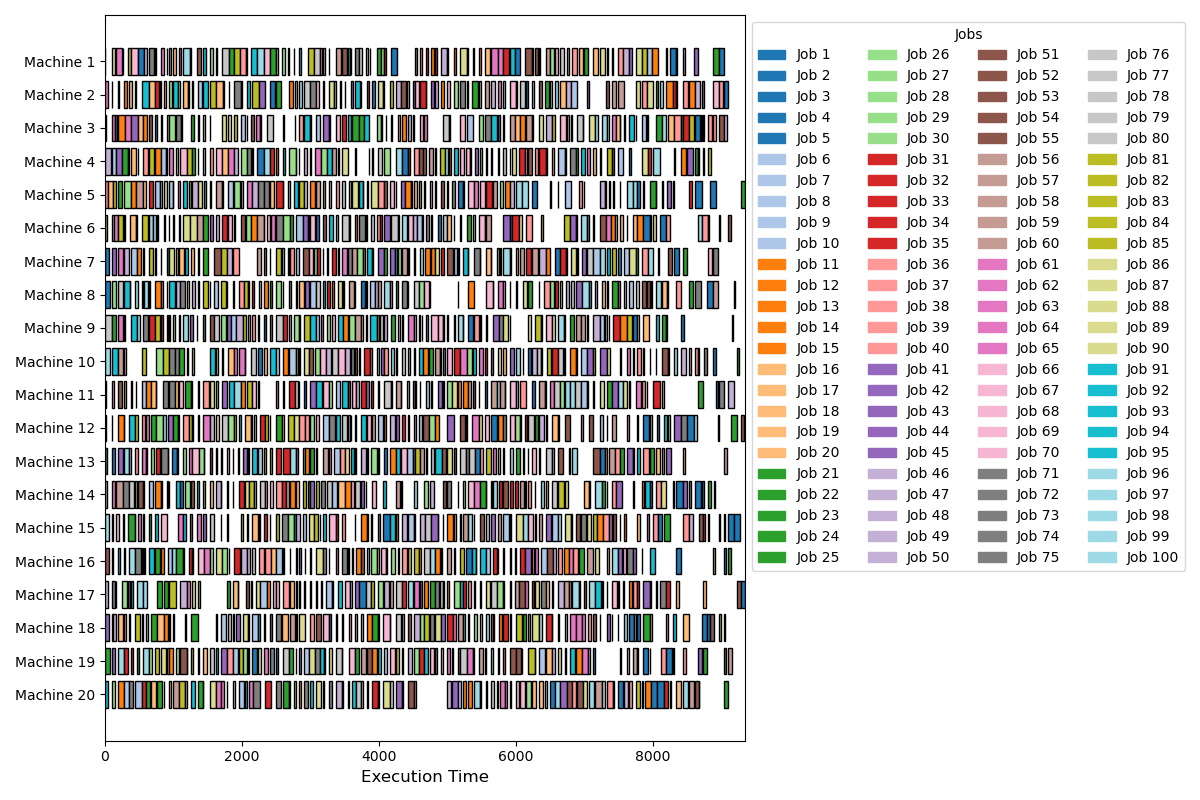 Machine 1
Machine 2
Machine 3
Machine 4
Machine 5
Machine 6
Machine 7
Machine 8
Machine 9
Machine 10
Machine 11
Machine 12
Machine 13
Machine 14
Machine 15
Machine 16
Machine 17
Machine 18
Machine 19
Machine 20
0 2000 4000 6000 8000
Execution Time
Jobs
Job 1 Job 26 Job 51 Job 76
Job 2 Job 27 Job 52 Job 77
Job 3 Job 28 Job 53 Job 78
Job 4 Job 29 Job 54 Job 79
Job 5 Job 30 Job 55 Job 80
Job 6 Job 31 Job 56 Job 81
Job 7 Job 32 Job 57 Job 82
Job 8 Job 33 Job 58 Job 83
Job 9 Job 34 Job 59 Job 84
Job 10 Job 35 Job 60 Job 85
Job 11 Job 36 Job 61 Job 86
Job 12 Job 37 Job 62 Job 87
Job 13 Job 38 Job 63 Job 88
Job 14 Job 39 Job 64 Job 89
Job 15 Job 40 Job 65 Job 90
Job 16 Job 41 Job 66 Job 91
Job 17 Job 42 Job 67 Job 92
Job 18 Job 43 Job 68 Job 93
Job 19 Job 44 Job 69 Job 94
Job 20 Job 45 Job 70 Job 95
Job 21 Job 46 Job 71 Job 96
Job 22 Job 47 Job 72 Job 97
Job 23 Job 48 Job 73 Job 98
Job 24 Job 49 Job 74 Job 99
Job 25 Job 50 Job 75 Job 100